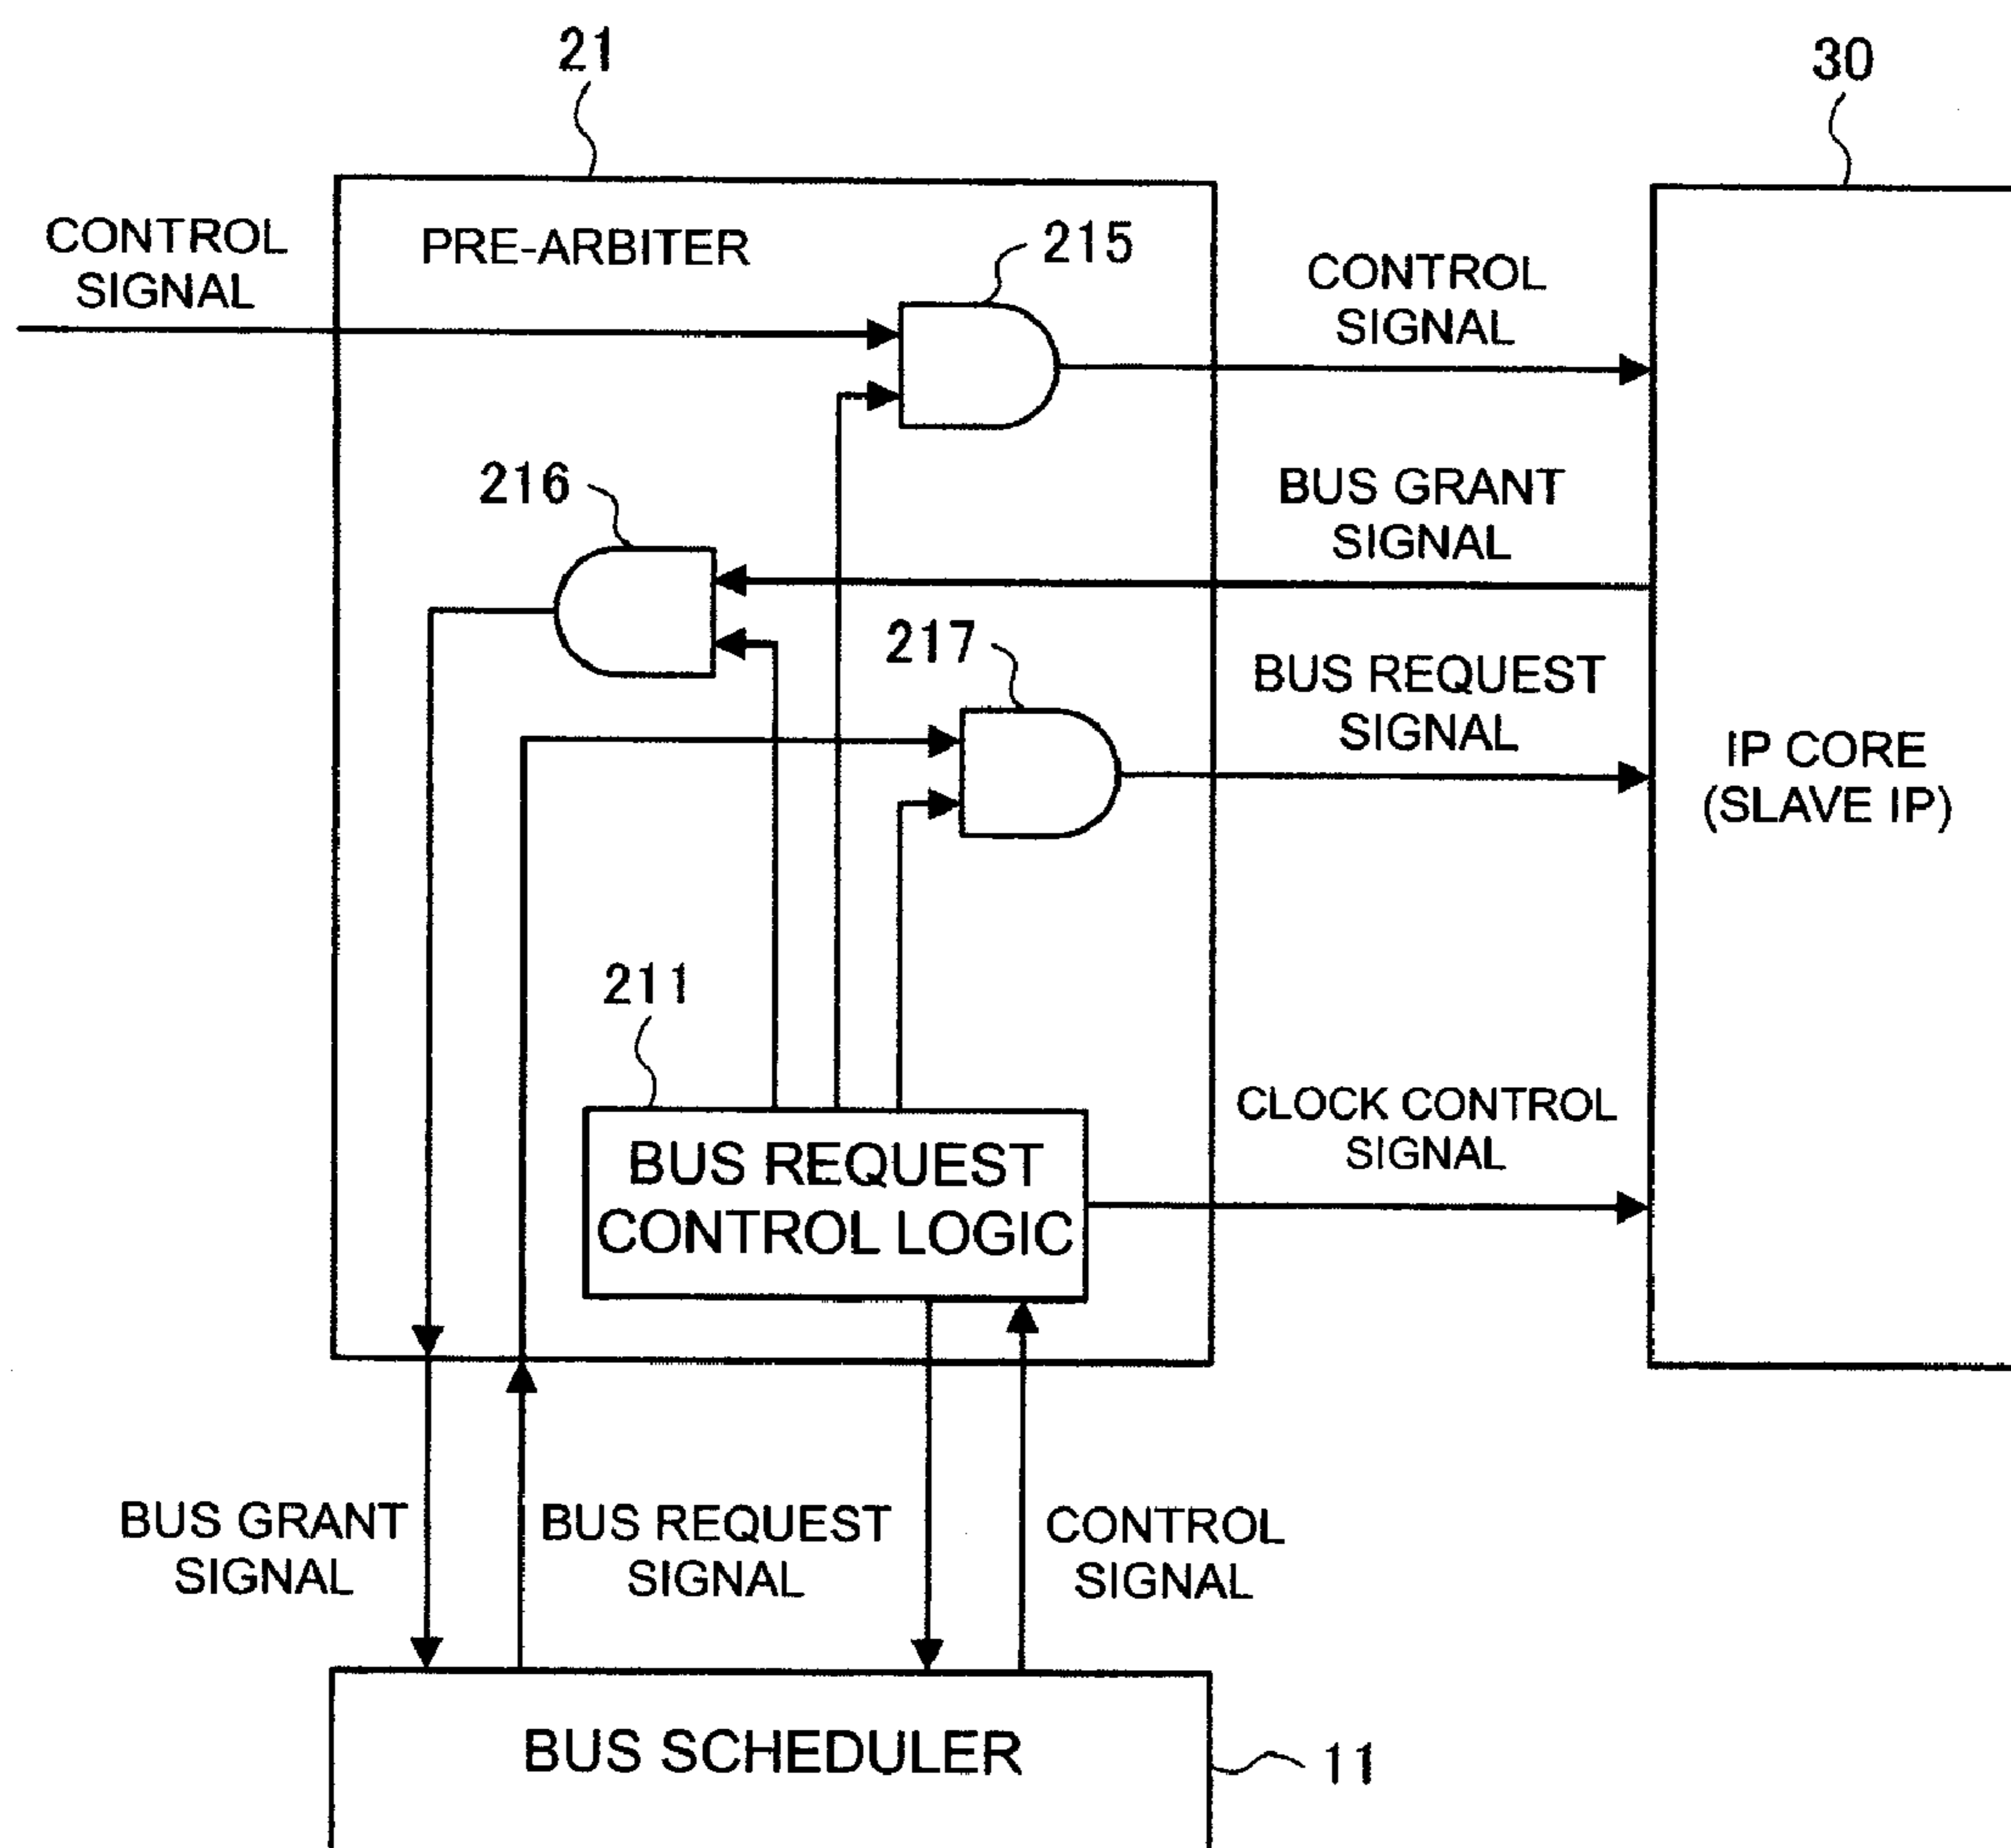 21
30
CONTROL
SIGNAL
PRE-ARBITER
215
CONTROL
SIGNAL
216
BUS GRANT
SIGNAL
217
BUS REQUEST
SIGNAL
IP CORE
(SLAVE IP)
211
BUS REQUEST
CONTROL LOGIC
CLOCK CONTROL
SIGNAL
BUS GRANT
SIGNAL
BUS REQUEST
SIGNAL
CONTROL
SIGNAL
BUS SCHEDULER
11